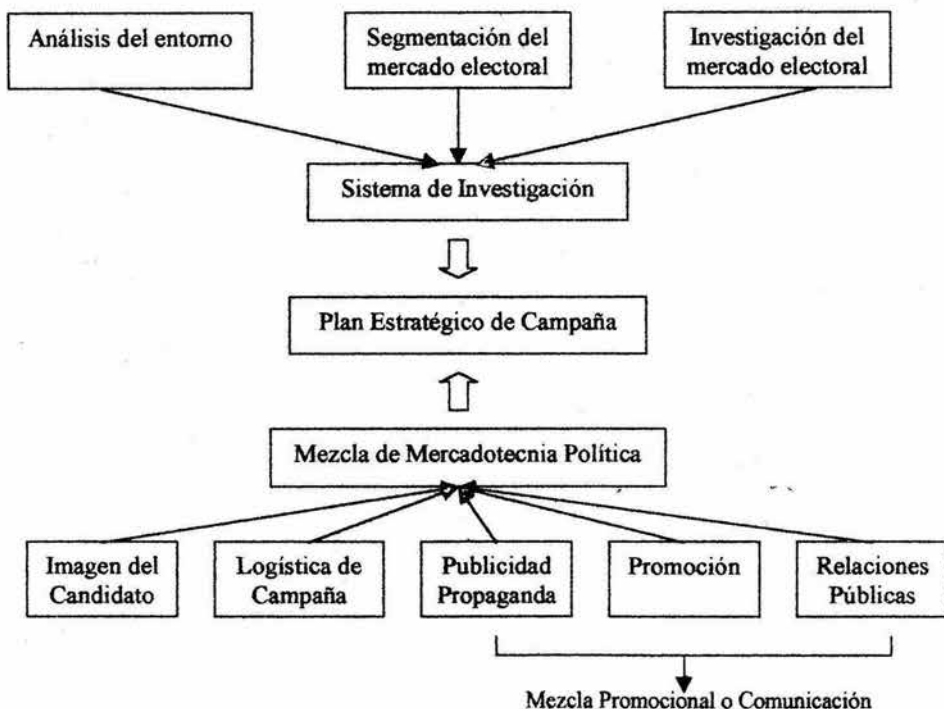 Análisis del entorno
Segmentación del
mercado electoral
Investigación del
mercado electoral
Sistema de Investigación
Plan Estratégico de Campaña
Mezcla de Mercadotecnia Política
Imagen del
Candidato
Logística de
Campaña
Publicidad
Propaganda
Promoción
Relaciones
Públicas
Mezcla Promocional o Comunicación